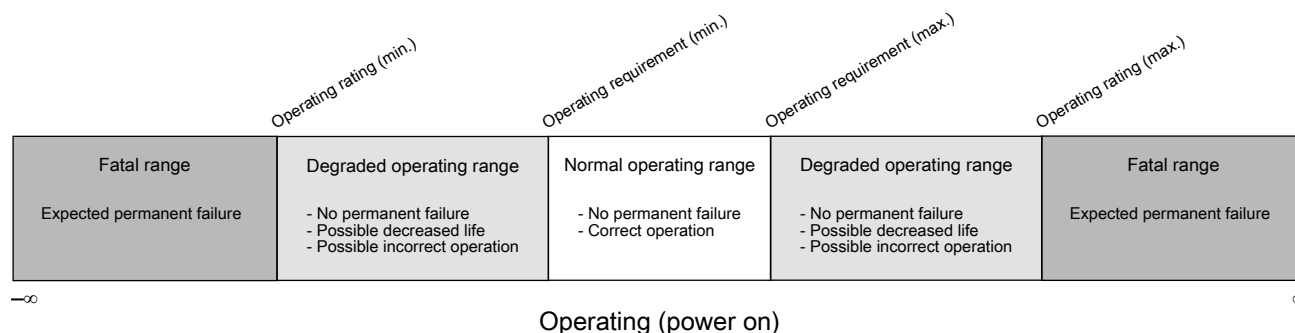 Operating rating (min.)
Operating requirement (min.)
Operating requirement (max.)
Operating rating (max.)
Fatal range
Expected permanent failure
Degraded operating range
- No permanent failure
- Possible decreased life
- Possible incorrect operation
Normal operating range
- No permanent failure
- Correct operation
Degraded operating range
- No permanent failure
- Possible decreased life
- Possible incorrect operation
Fatal range
Expected permanent failure
–∞
Operating (power on)